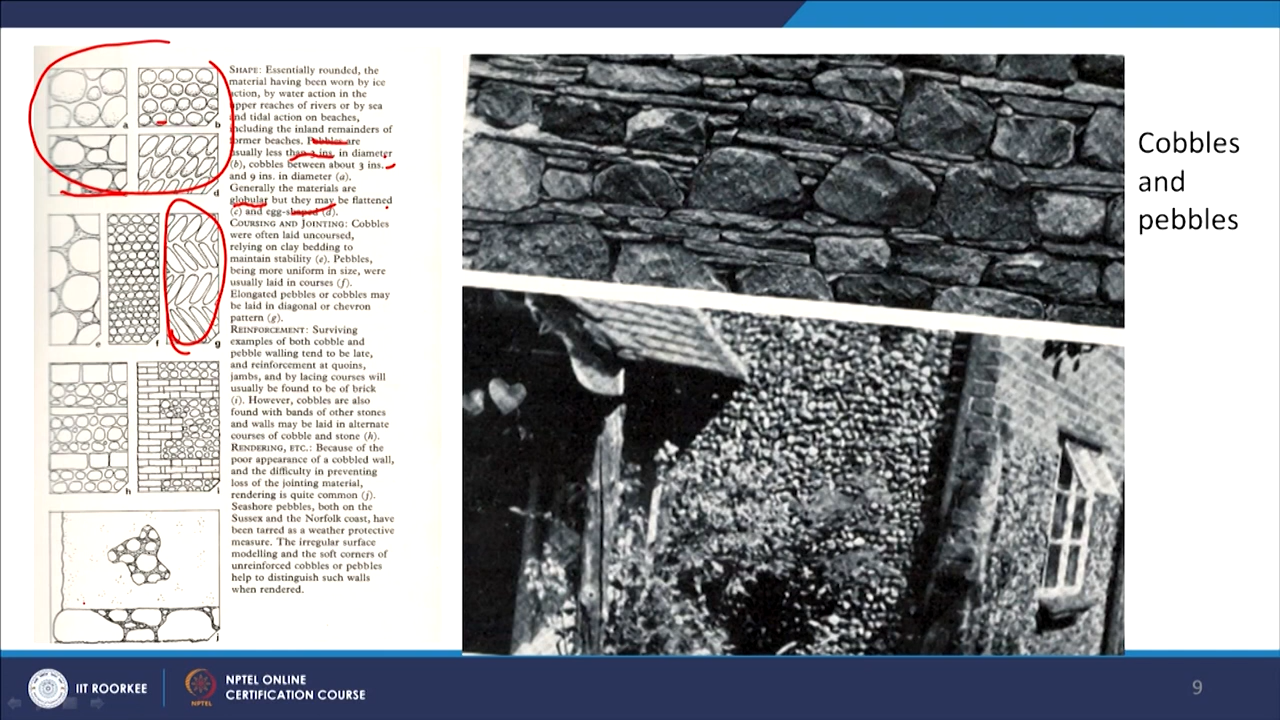 a
b
d
e
f
g
h
i
j
SHAPE: Essentially rounded, the
material having been worn by ice
action, by water action in the
upper reaches of rivers or by sea
and tidal action on beaches,
including the inland remainders of
former beaches. Pebbles are
usually less than 3 ins. in diameter
(b), cobbles between about 3 ins.
and 9 ins. in diameter (a).
Generally the materials are
globular but they may be flattened
(c) and egg-shaped (d).
COURSING AND JOINTING: Cobbles
were often laid uncoursed,
relying on clay bedding to
maintain stability (e). Pebbles,
being more uniform in size, were
usually laid in courses (f).
Elongated pebbles or cobbles may
be laid in diagonal or chevron
pattern (g).
REINFORCEMENT: Surviving
examples of both cobble and
pebble walling tend to be late,
and reinforcement at quoins,
jambs, and by lacing courses will
usually be found to be of brick
(i). However, cobbles are also
found with bands of other stones
and walls may be laid in alternate
courses of cobble and stone (h).
RENDERING, ETC.: Because of the
poor appearance of a cobbled wall,
and the difficulty in preventing
loss of the jointing material,
rendering is quite common (j).
Seashore pebbles, both on the
Sussex and the Norfolk coast, have
been tarred as a weather protective
measure. The irregular surface
modelling and the soft corners of
unreinforced cobbles or pebbles
help to distinguish such walls
when rendered.
Cobbles
and
pebbles
IIT ROORKEE
NPTEL
NPTEL ONLINE
CERTIFICATION COURSE
9